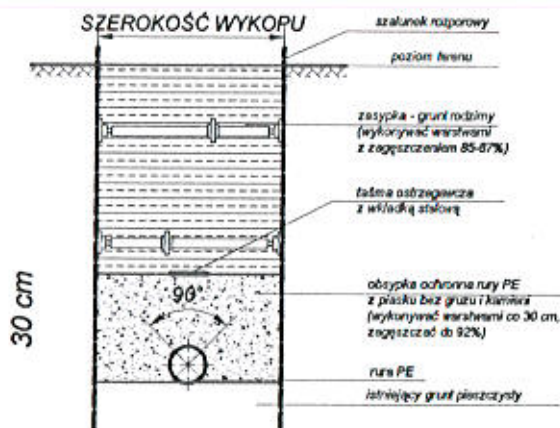 SZEROKOŚĆ WYKOPU
szalunek rozporowy
poziom terenu
zasypka - grunt rodzimy
(wykonywać warstwami
z zagęszczeniem 85-87%)
taśma ostrzegawcza
z wkładką stalową
90°
30 cm
obsypka ochronna rury PE
z piasku bez gruzu i kamieni
(wykonywać warstwami co 30 cm,
zagęszczać do 92%)
rura PE
istniejący grunt piaszczysty